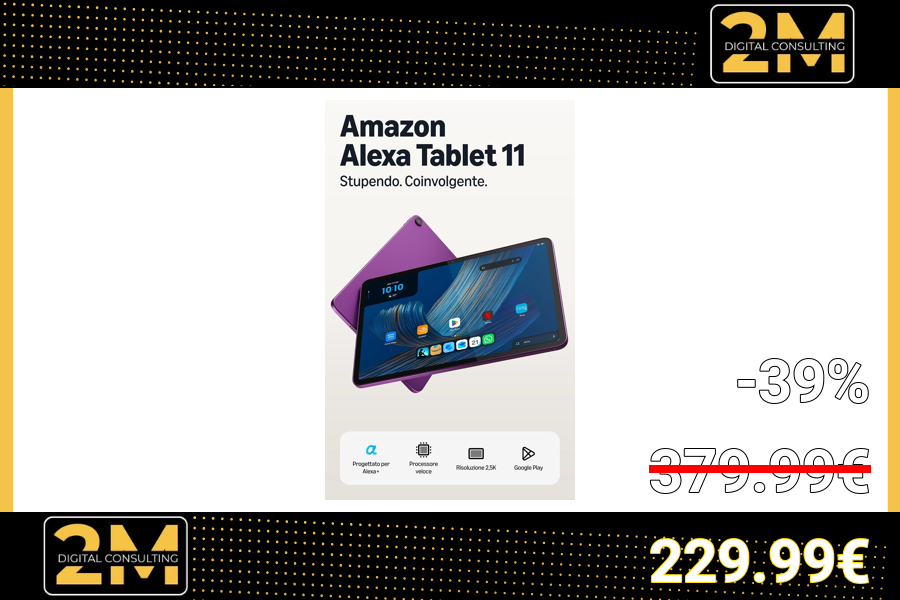 2M
DIGITAL CONSULTING
Amazon
Alexa Tablet 11
Stupendo. Coinvolgente.
10:10
21
Progettato per
Alexa+
Processore
veloce
Risoluzione 2,5K
Google Play
-39%
379.99€
2M
DIGITAL CONSULTING
229.99€